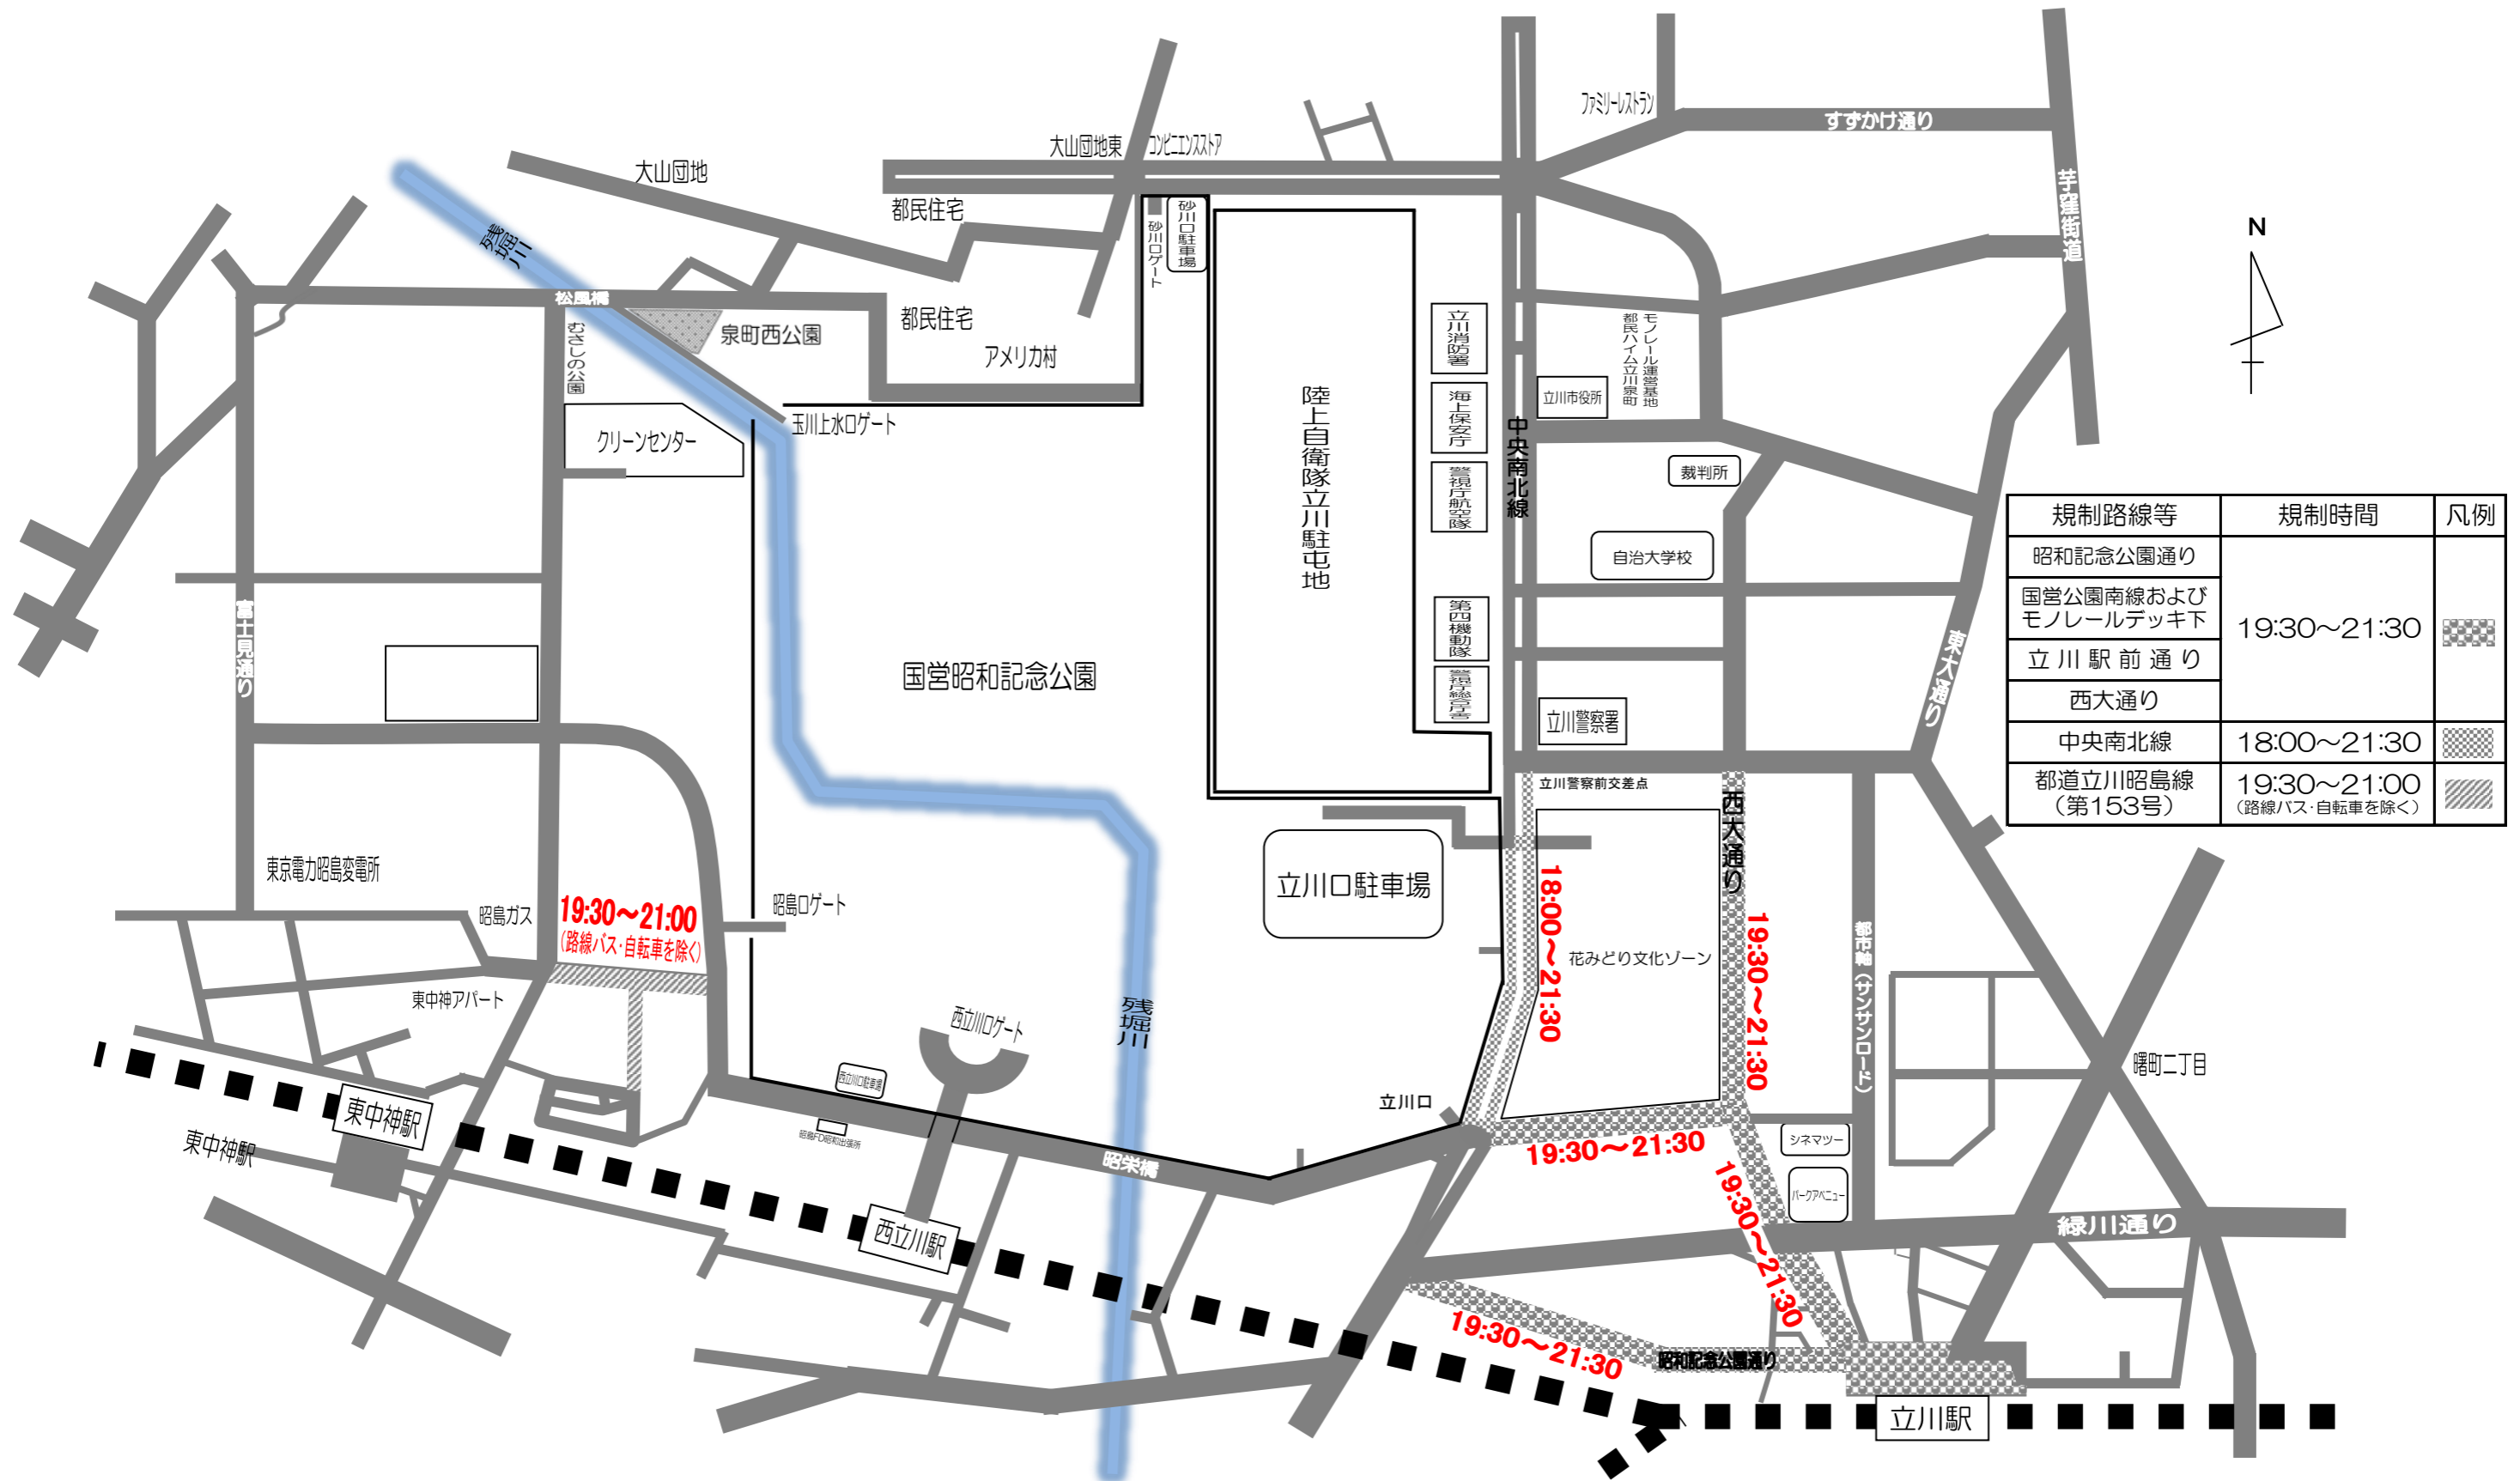 ファミリーレストラン
すずかけ通り
大山団地東
コンビニエンスストア
大山団地
都民住宅
砂川口駐車場
砂川口ゲート
芋窪街道
N
残堀川
松風橋
むさしの公園
泉町西公園
都民住宅
アメリカ村
立川消防署
モノレール運営基地
都民ハイム立川泉町
海上保安庁
立川市役所
陸上自衛隊立川駐屯地
中央南北線
玉川上水口ゲート
クリーンセンター
警視庁航空隊
裁判所
自治大学校
規制路線等
規制時間
凡例
昭和記念公園通り
国営公園南線および
モノレールデッキ下
立川駅前通り
西大通り
19:30～21:30
中央南北線
18:00～21:30
都道立川昭島線
（第153号）
19:30～21:00
（路線バス・自転車を除く）
富士見通り
国営昭和記念公園
第四機動隊
警視庁総合庁舎
立川警察署
東大通り
立川警察前交差点
西大通り
立川口駐車場
東京電力昭島変電所
昭島ガス
19:30～21:00
（路線バス・自転車を除く）
昭島口ゲート
18:00～21:30
花みどり文化ゾーン
19:30～21:30
都市軸（サンサンロード）
東中神アパート
西立川口ゲート
残堀川
曙町二丁目
西立川口駐車場
昭島FD昭和出張所
立川口
東中神駅
東中神駅
昭栄橋
19:30～21:30
シネマツー
パークアベニュー
19:30～21:30
緑川通り
西立川駅
19:30～21:30
昭和記念公園通り
立川駅